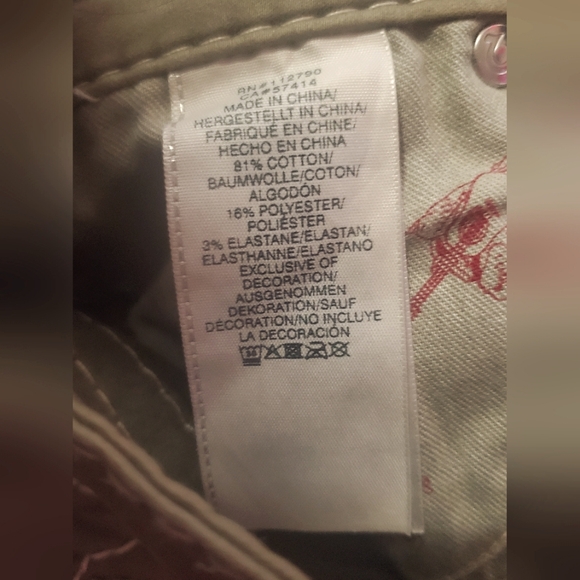 RN#112790
CA#57414
MADE IN CHINA/
HERGESTELLT IN CHINA/
FABRIQUÉ EN CHINE/
HECHO EN CHINA
81% COTTON/
BAUMWOLLE/COTON/
ALGODÓN
16% POLYESTER/
POLIÉSTER
3% ELASTANE/ELASTAN/
ELASTHANNE/ELASTANO
EXCLUSIVE OF
DECORATION/
AUSGENOMMEN
DEKORATION/SAUF
DÉCORATION/NO INCLUYE
LA DECORACIÓN